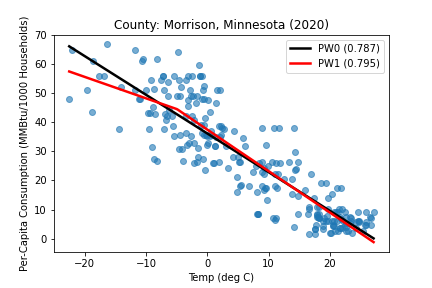 County: Morrison, Minnesota (2020)
PW0 (0.787)
PW1 (0.795)
Per-Capita Consumption (MMBtu/1000 Households)
70
60
50
40
30
20
10
0
−20 −10 0 10 20
Temp (deg C)